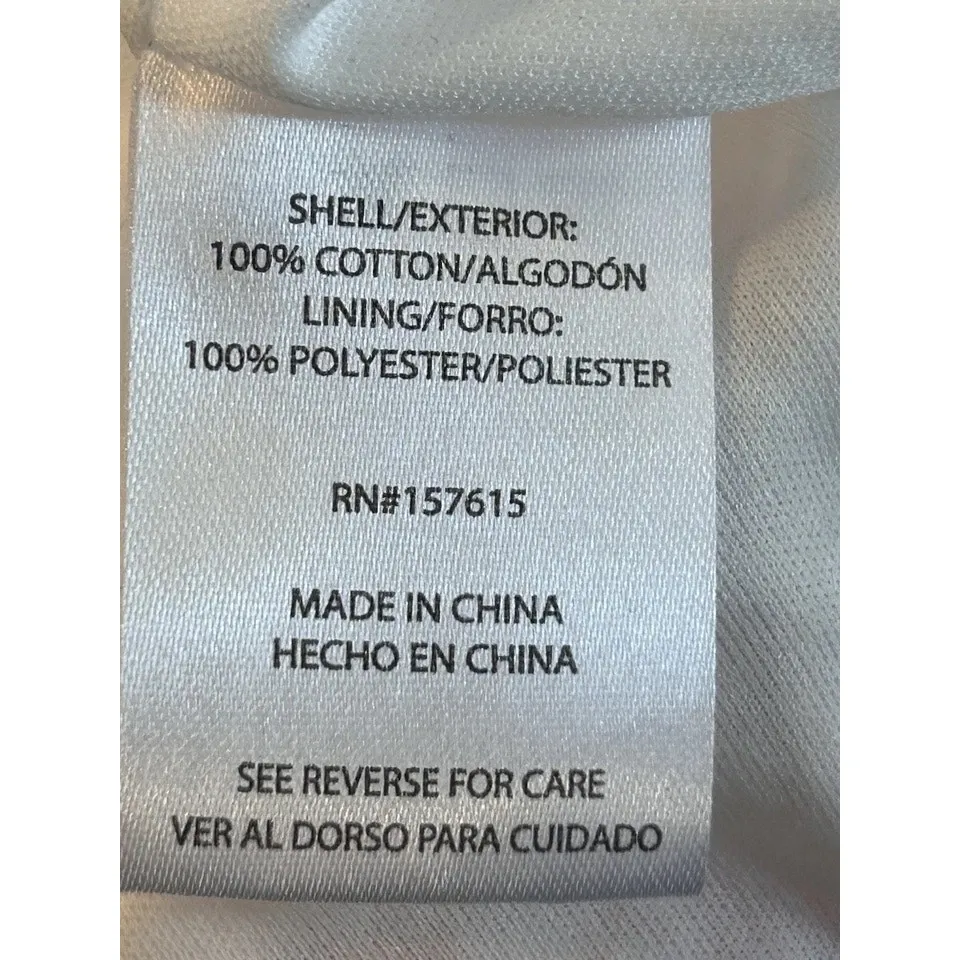 SHELL/EXTERIOR:
100% COTTON/ALGODÓN
LINING/FORRO:
100% POLYESTER/POLIESTER
RN#157615
MADE IN CHINA
HECHO EN CHINA
SEE REVERSE FOR CARE
VER AL DORSO PARA CUIDADO